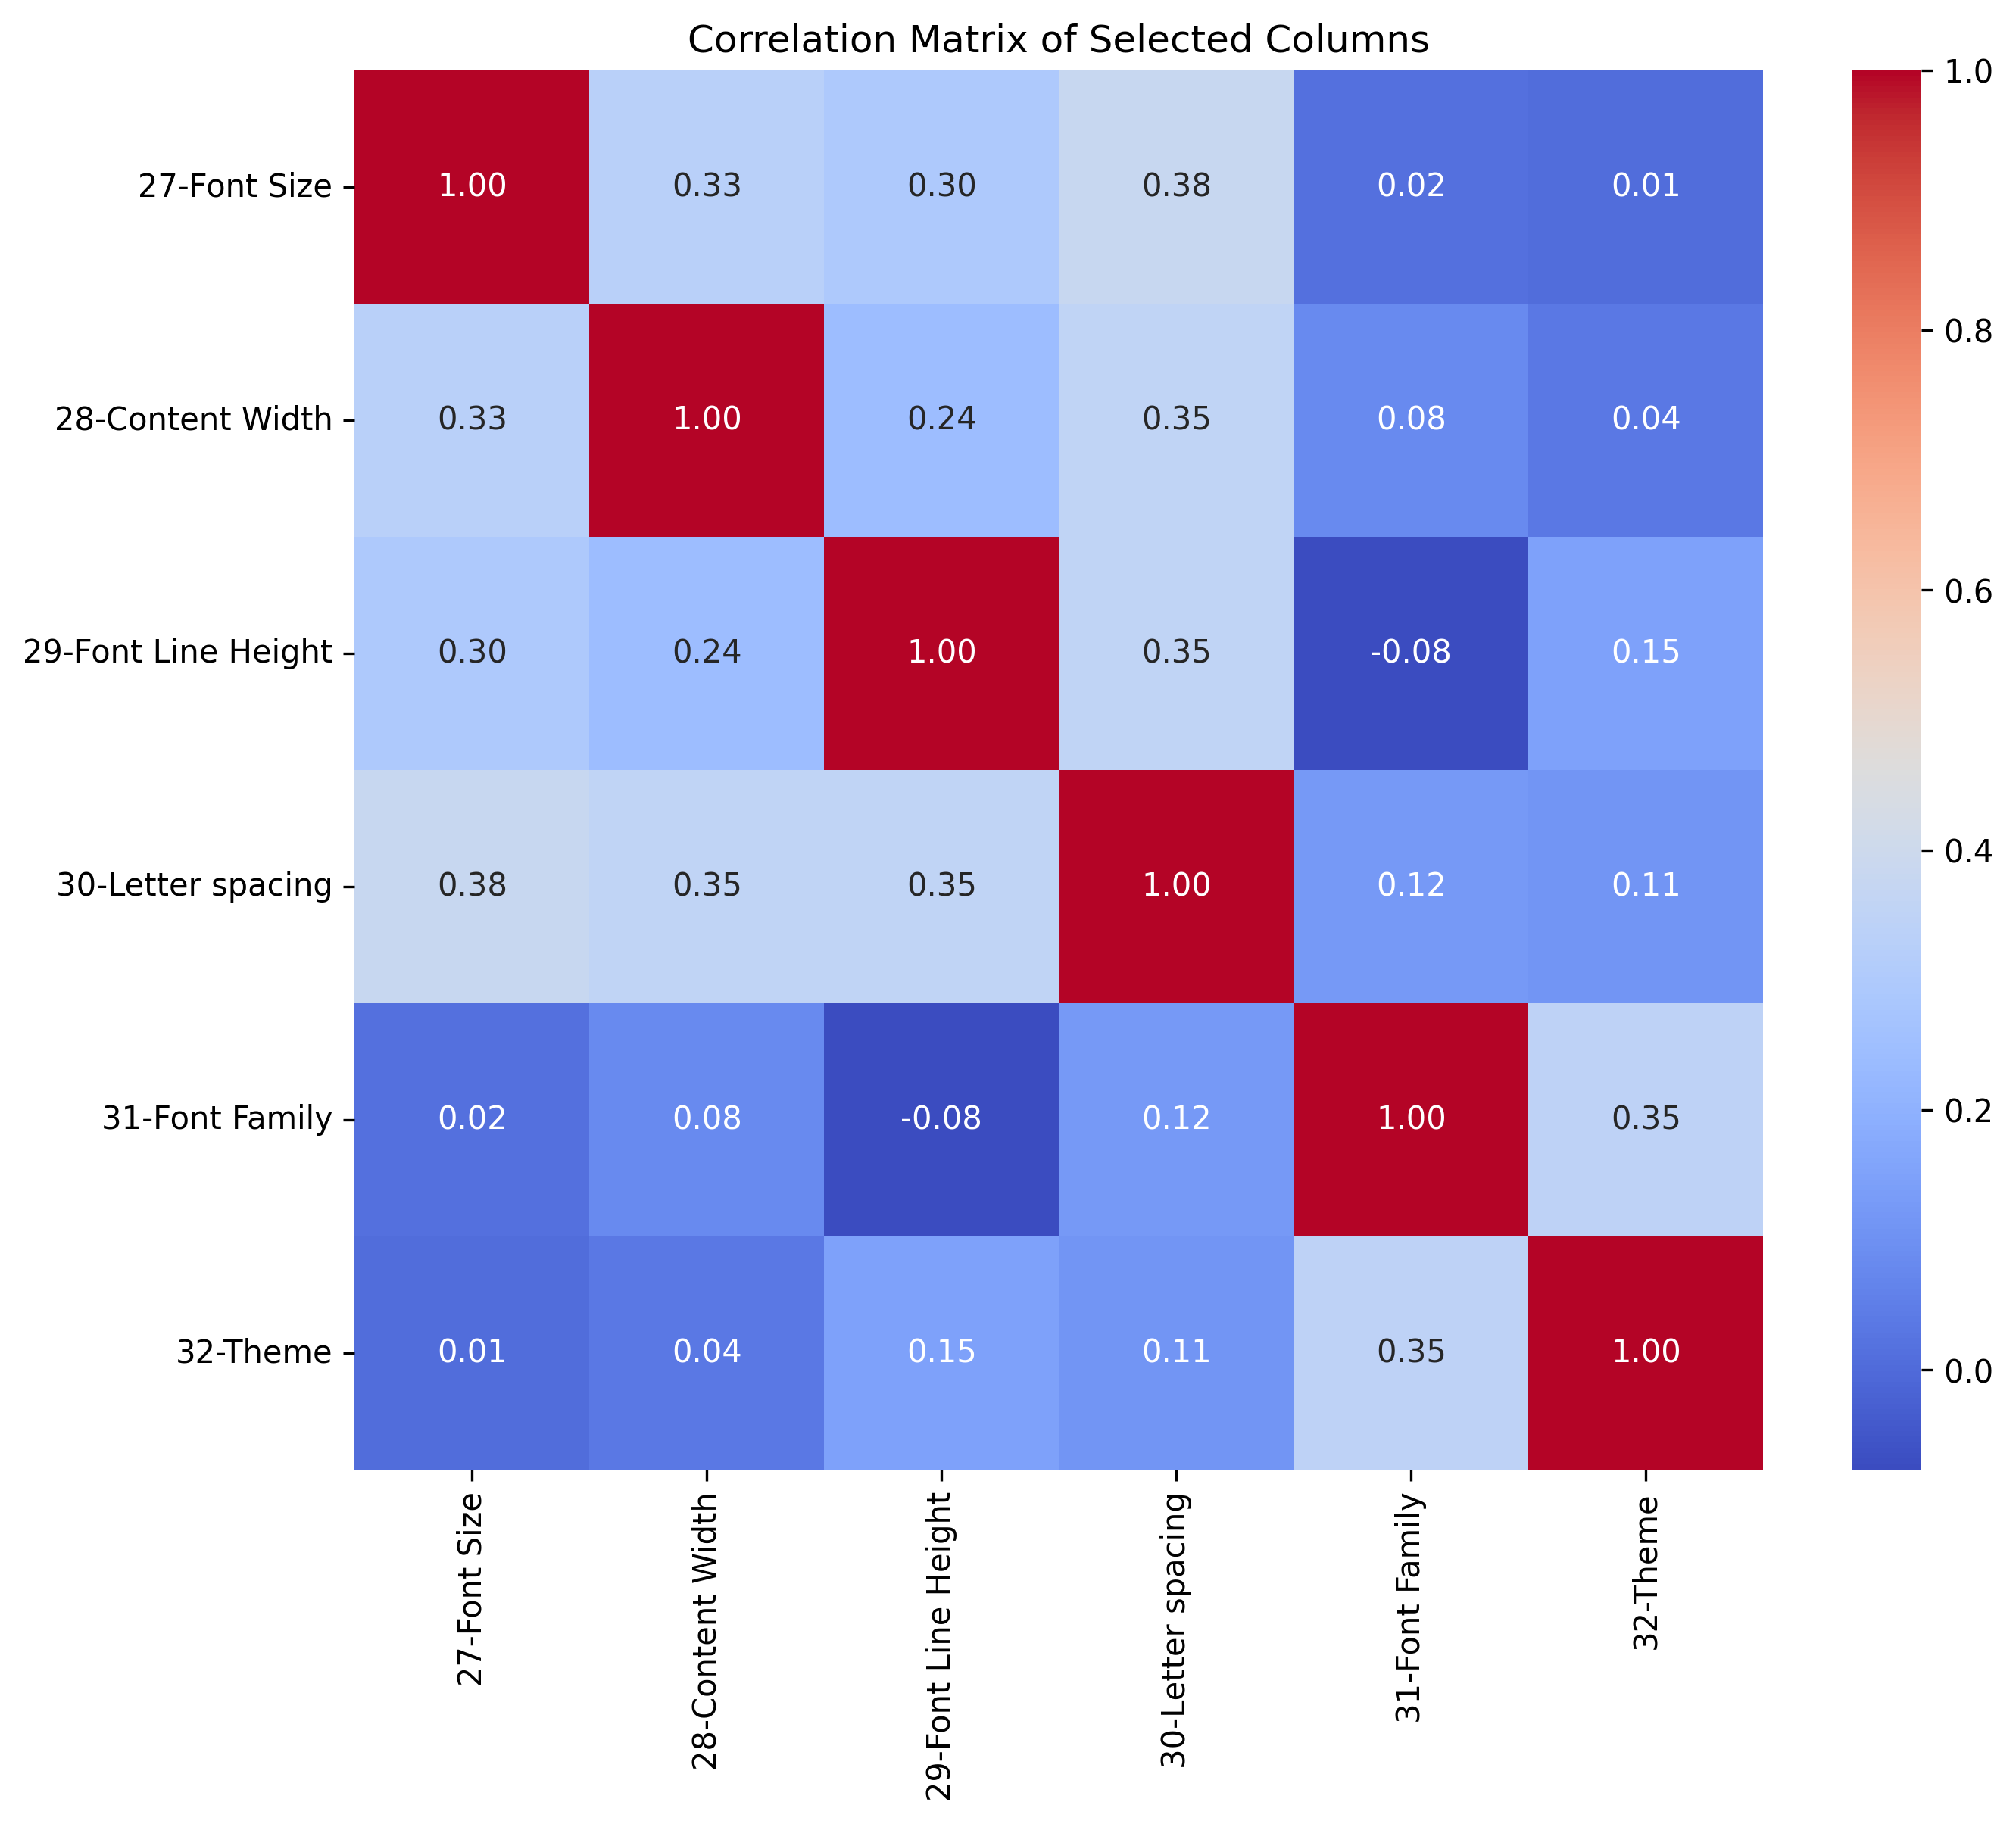 Correlation Matrix of Selected Columns
27-Font Size 1.00 0.33 0.30 0.38 0.02 0.01
28-Content Width 0.33 1.00 0.24 0.35 0.08 0.04
29-Font Line Height 0.30 0.24 1.00 0.35 -0.08 0.15
30-Letter spacing 0.38 0.35 0.35 1.00 0.12 0.11
31-Font Family 0.02 0.08 -0.08 0.12 1.00 0.35
32-Theme 0.01 0.04 0.15 0.11 0.35 1.00
27-Font Size
28-Content Width
29-Font Line Height
30-Letter spacing
31-Font Family
32-Theme
1.0
0.8
0.6
0.4
0.2
0.0